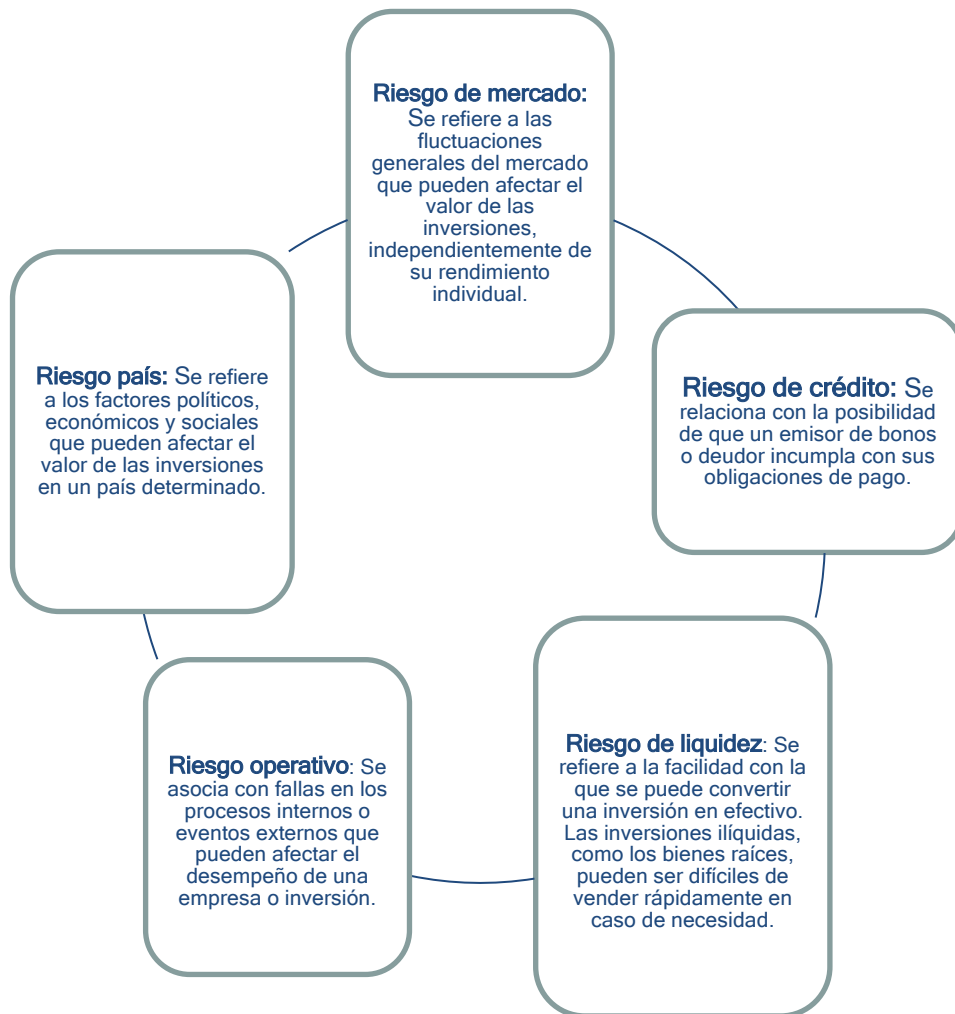 Riesgo de mercado:
Se refiere a las
fluctuaciones
generales del mercado
que pueden afectar el
valor de las
inversiones,
independientemente de
su rendimiento
individual.
Riesgo de crédito: Se
relaciona con la posibilidad
de que un emisor de bonos
o deudor incumpla con sus
obligaciones de pago.
Riesgo de liquidez: Se
refiere a la facilidad con la
que se puede convertir
una inversión en efectivo.
Las inversiones ilíquidas,
como los bienes raíces,
pueden ser difíciles de
vender rápidamente en
caso de necesidad.
Riesgo operativo: Se
asocia con fallas en los
procesos internos o
eventos externos que
pueden afectar el
desempeño de una
empresa o inversión.
Riesgo país: Se refiere
a los factores políticos,
económicos y sociales
que pueden afectar el
valor de las inversiones
en un país determinado.